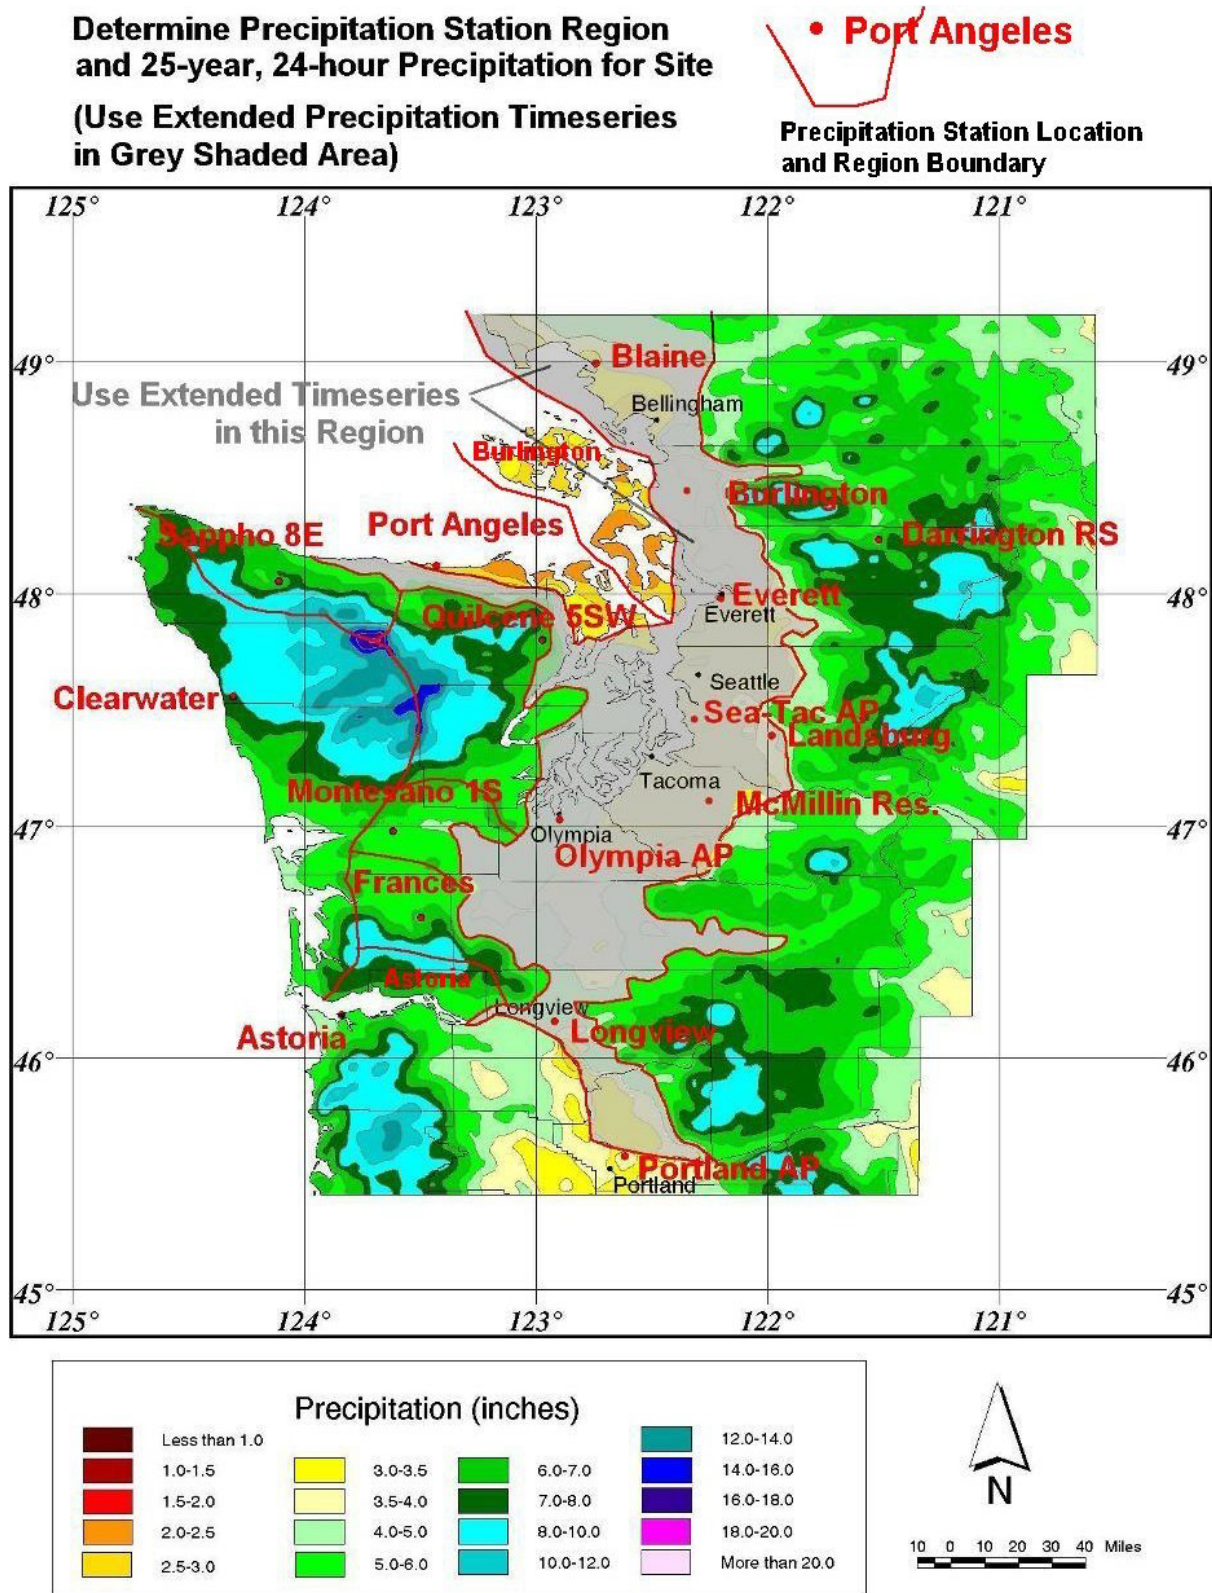 Determine Precipitation Station Region
and 25-year, 24-hour Precipitation for Site
(Use Extended Precipitation Timeseries
in Grey Shaded Area)
Port Angeles
Precipitation Station Location
and Region Boundary
125° 124° 123° 122° 121°
49° 49°
Blaine
Use Extended Timeseries
in this Region
Bellingham
Burlington
Burlington
Port Angeles
Sappho 8E
Darrington RS
48° 48°
Everett
Everett
Quilcene 5SW
Seattle
Clearwater
Sea-Tac AP
Landsburg
Tacoma
Montesano 1S
McMillin Res.
47° 47°
Olympia
Olympia AP
Frances
Astoria
Longview
Longview
Astoria
46° 46°
Portland AP
Portland
45° 45°
125° 124° 123° 122° 121°
Precipitation (inches)
Less than 1.0
1.0-1.5
1.5-2.0
2.0-2.5
2.5-3.0
3.0-3.5
3.5-4.0
4.0-5.0
5.0-6.0
6.0-7.0
7.0-8.0
8.0-10.0
10.0-12.0
12.0-14.0
14.0-16.0
16.0-18.0
18.0-20.0
More than 20.0
N
10 0 10 20 30 40 Miles